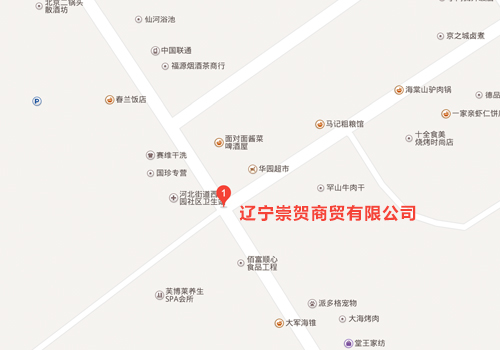 北京二锅头
散酒坊
仙河浴池
京之城卤煮
中国联通
福源烟酒茶商行
海棠山驴肉锅
德品
春兰饭店
一家亲虾仁饼店
马记粗粮馆
十全食美
烧烤时尚店
面对面酱菜
啤酒屋
赛维干洗
国珍专营
华园超市
罕山牛肉干
河北街道西
园社区卫生
1
辽宁崇贺商贸有限公司
佰富顺心
食品工程
芙博莱养生
SPA会所
派多格宠物
大军海锥
大海烤肉
堂王家纺
P